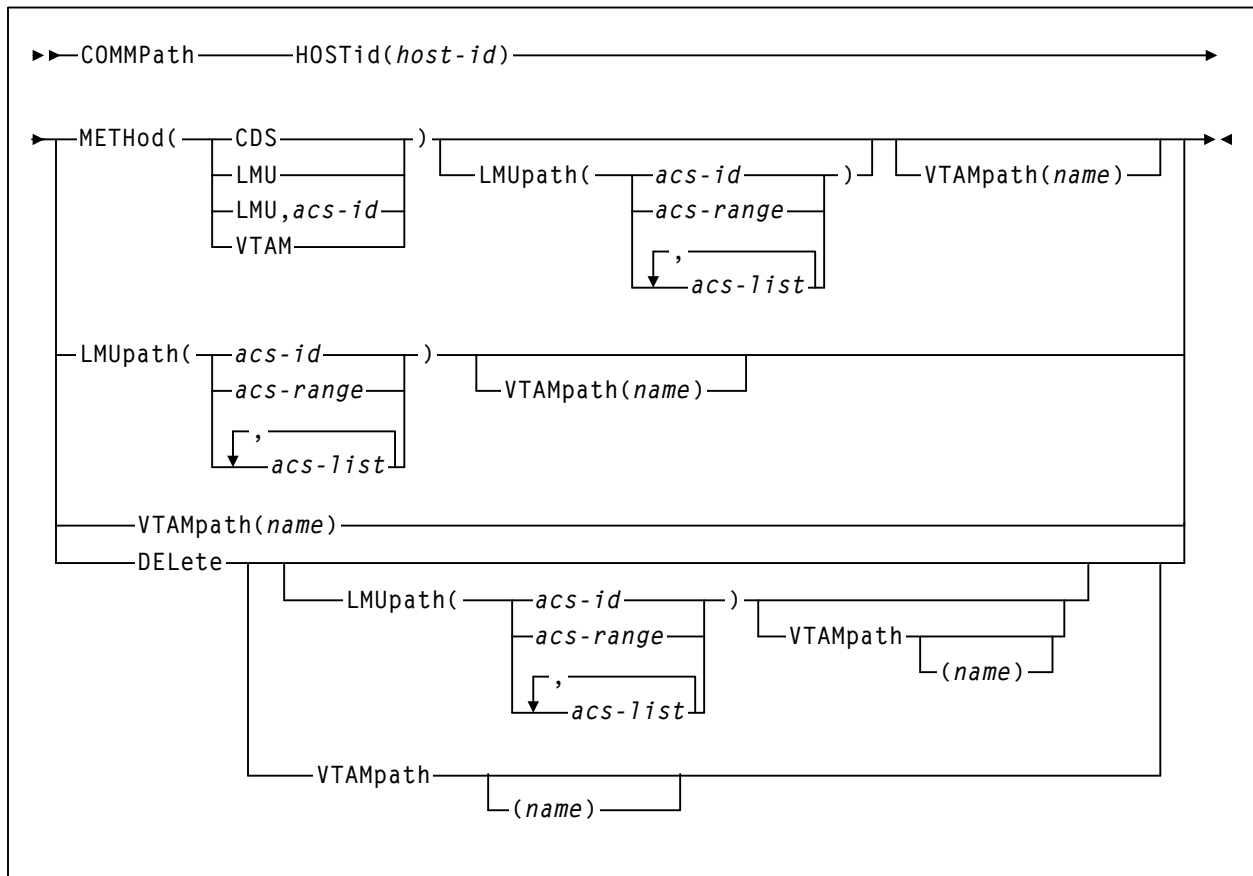 COMMPath HOSTid(host-id)
METHod( CDS ) LMUpath( acs-id ) VTAMpath(name)
LMU acs-range
LMU,acs-id ,
VTAM acs-list
LMUpath( acs-id ) VTAMpath(name)
acs-range
,
acs-list
VTAMpath(name)
DELete
LMUpath( acs-id ) VTAMpath
acs-range (name)
,
acs-list
VTAMpath
(name)